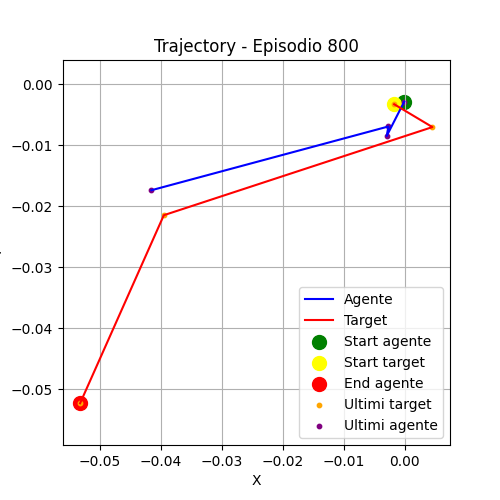 Trajectory - Episodio 800
0.00
−0.01
−0.02
−0.03
−0.04
−0.05
Agente
Target
Start agente
Start target
End agente
Ultimi target
Ultimi agente
−0.05 −0.04 −0.03 −0.02 −0.01 0.00
X